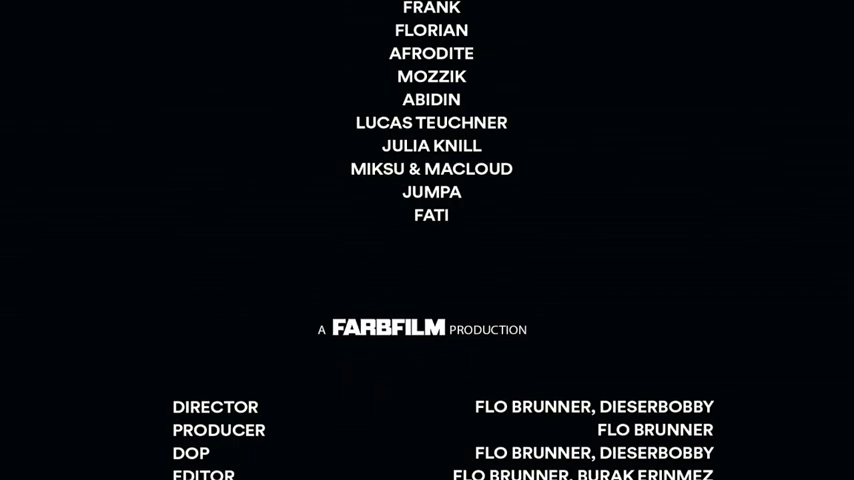 FRANK
FLORIAN
AFRODITE
MOZZIK
ABIDIN
LUCAS TEUCHNER
JULIA KNILL
MIKSU & MACLOUD
JUMPA
FATI
A FARBFILM PRODUCTION
DIRECTOR FLO BRUNNER, DIESERBOBBY
PRODUCER FLO BRUNNER
DOP FLO BRUNNER, DIESERBOBBY
EDITOR FLO BRUNNER, BURAK ERINMEZ